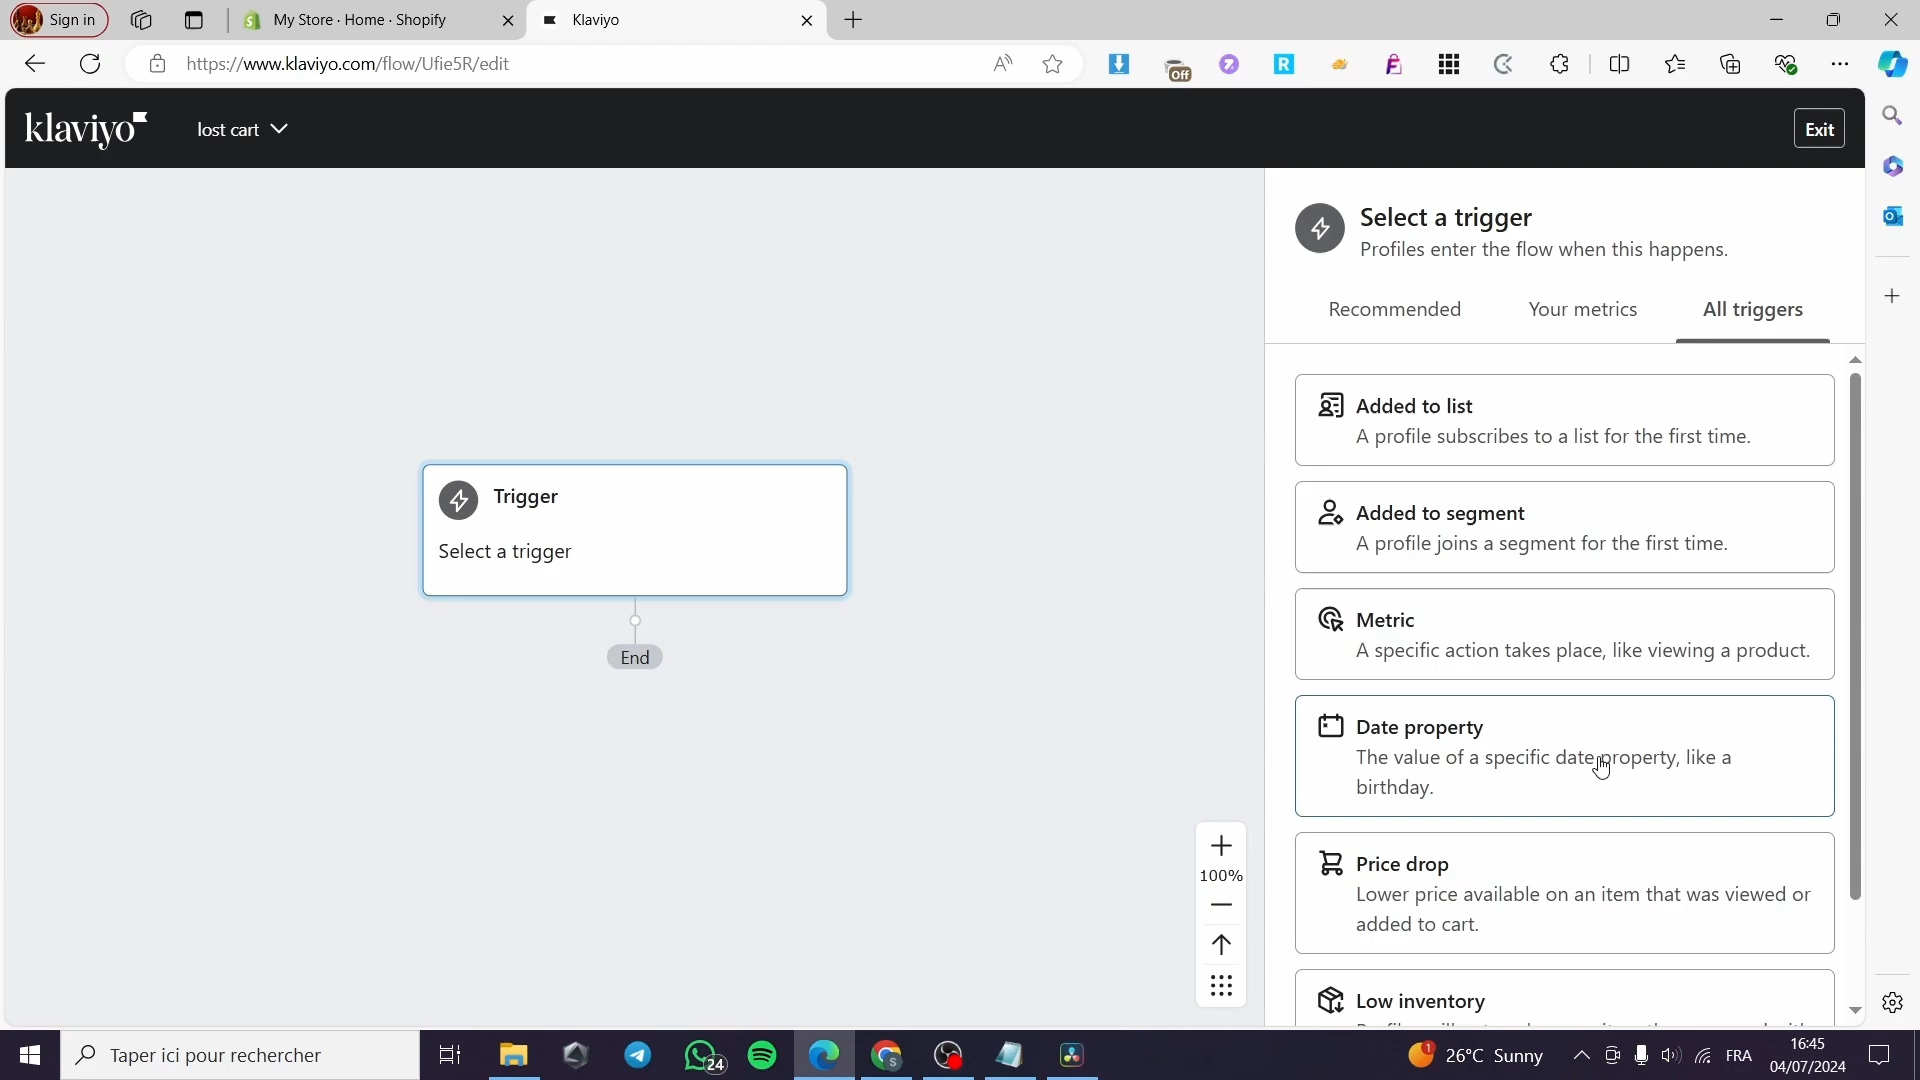 Sign in
My Store · Home · Shopify
Klaviyo
https://www.klaviyo.com/flow/Ufie5R/edit
Off
klaviyo
lost cart
Exit
Select a trigger
Profiles enter the flow when this happens.
Recommended
Your metrics
All triggers
Added to list
A profile subscribes to a list for the first time.
Added to segment
A profile joins a segment for the first time.
Metric
A specific action takes place, like viewing a product.
Date property
The value of a specific date property, like a
birthday.
Price drop
Lower price available on an item that was viewed or
added to cart.
Low inventory
Trigger
Select a trigger
End
100%
Taper ici pour rechercher
24
1
26°C Sunny
FRA
16:45
04/07/2024